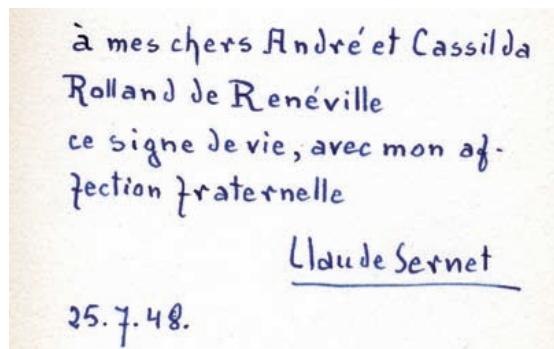 à mes chers André et Cassilda
Rolland de Renéville
ce signe de vie, avec mon af-
fection fraternelle
Claude Sernet
25.7.48.